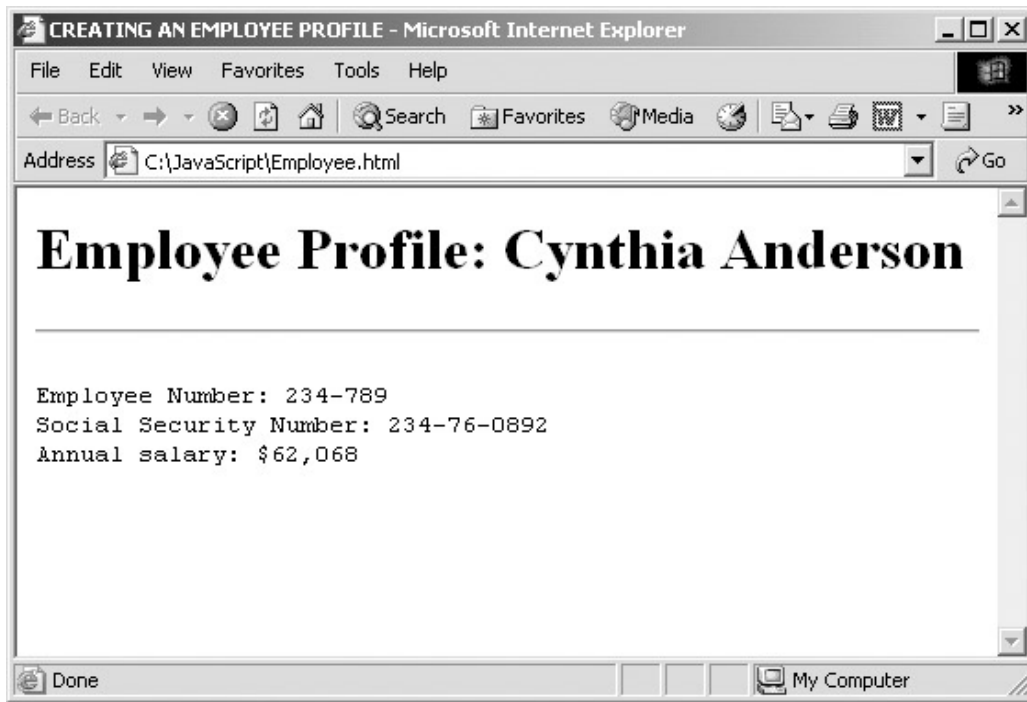 CREATING AN EMPLOYEE PROFILE - Microsoft Internet Explorer
File Edit View Favorites Tools Help
Back Search Favorites Media »
Address C:\JavaScript\Employee.html Go
Employee Profile: Cynthia Anderson
Employee Number: 234-789
Social Security Number: 234-76-0892
Annual salary: $62,068
Done My Computer